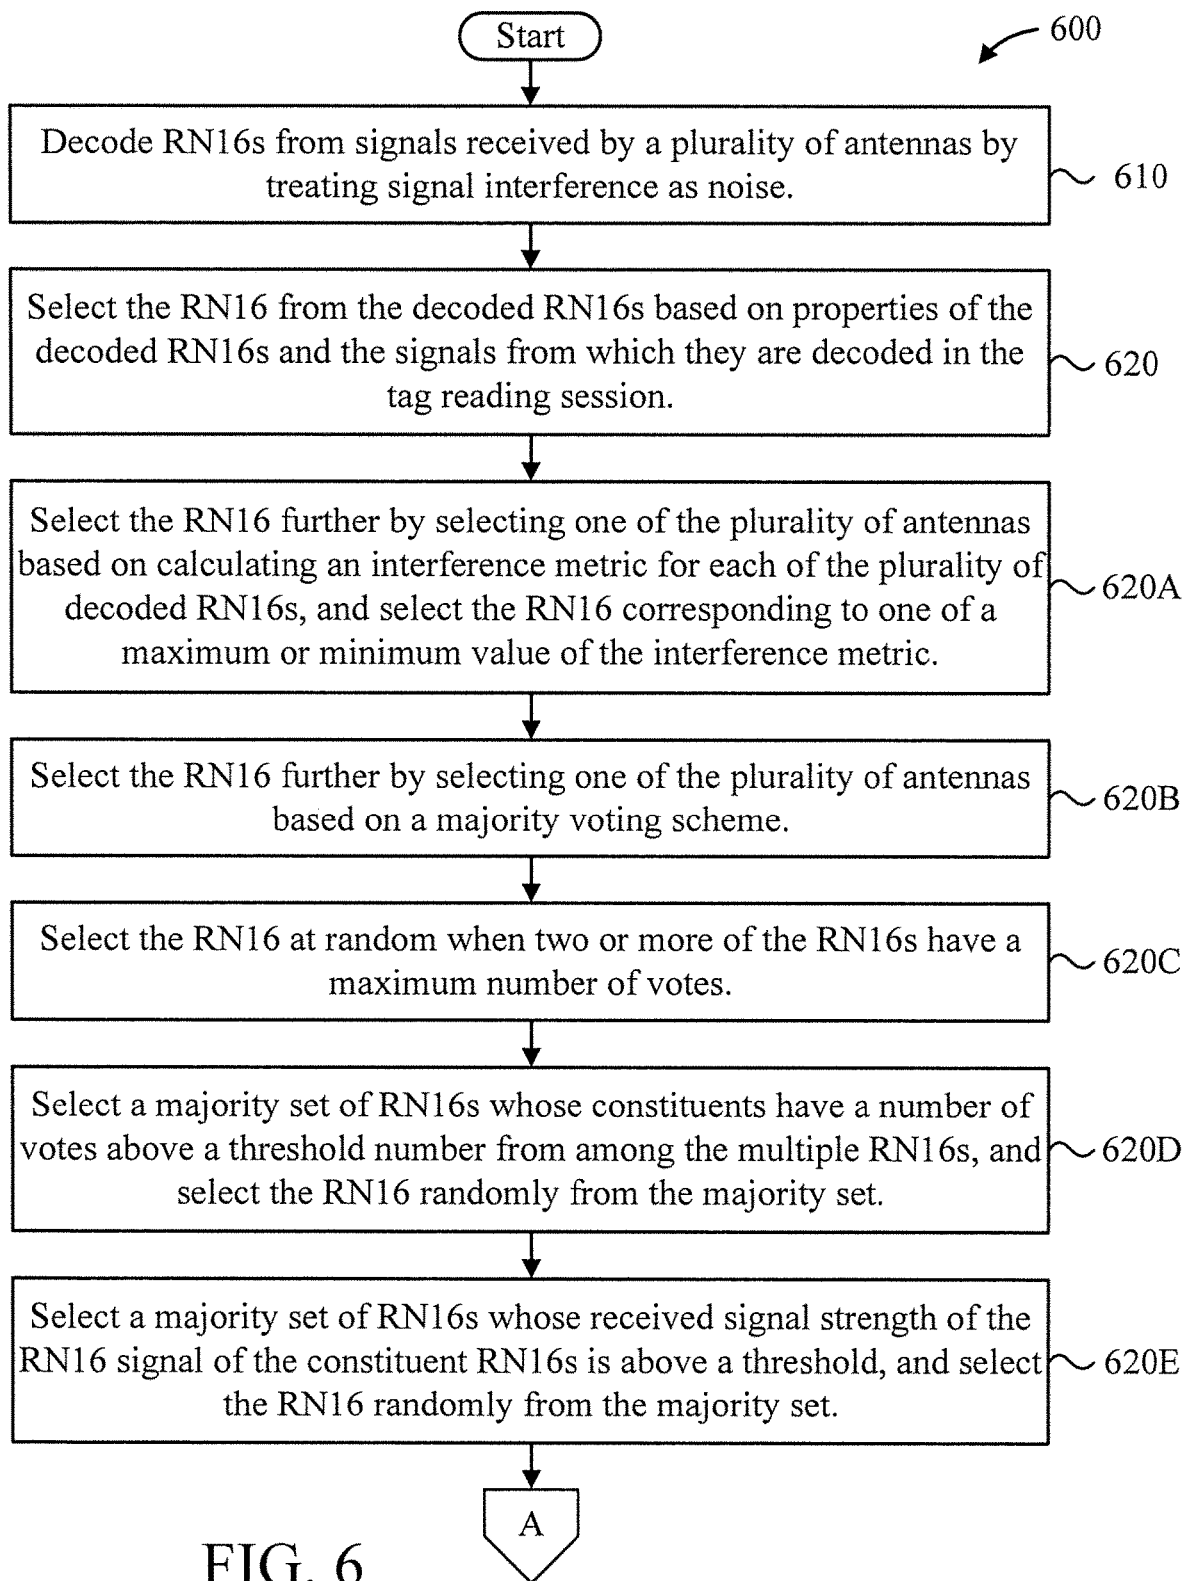 Start
600
Decode RN16s from signals received by a plurality of antennas by
treating signal interference as noise.
610
Select the RN16 from the decoded RN16s based on properties of the
decoded RN16s and the signals from which they are decoded in the
tag reading session.
620
Select the RN16 further by selecting one of the plurality of antennas
based on calculating an interference metric for each of the plurality of
decoded RN16s, and select the RN16 corresponding to one of a
maximum or minimum value of the interference metric.
620A
Select the RN16 further by selecting one of the plurality of antennas
based on a majority voting scheme.
620B
Select the RN16 at random when two or more of the RN16s have a
maximum number of votes.
620C
Select a majority set of RN16s whose constituents have a number of
votes above a threshold number from among the multiple RN16s, and
select the RN16 randomly from the majority set.
620D
Select a majority set of RN16s whose received signal strength of the
RN16 signal of the constituent RN16s is above a threshold, and select
the RN16 randomly from the majority set.
620E
A
FIG. 6